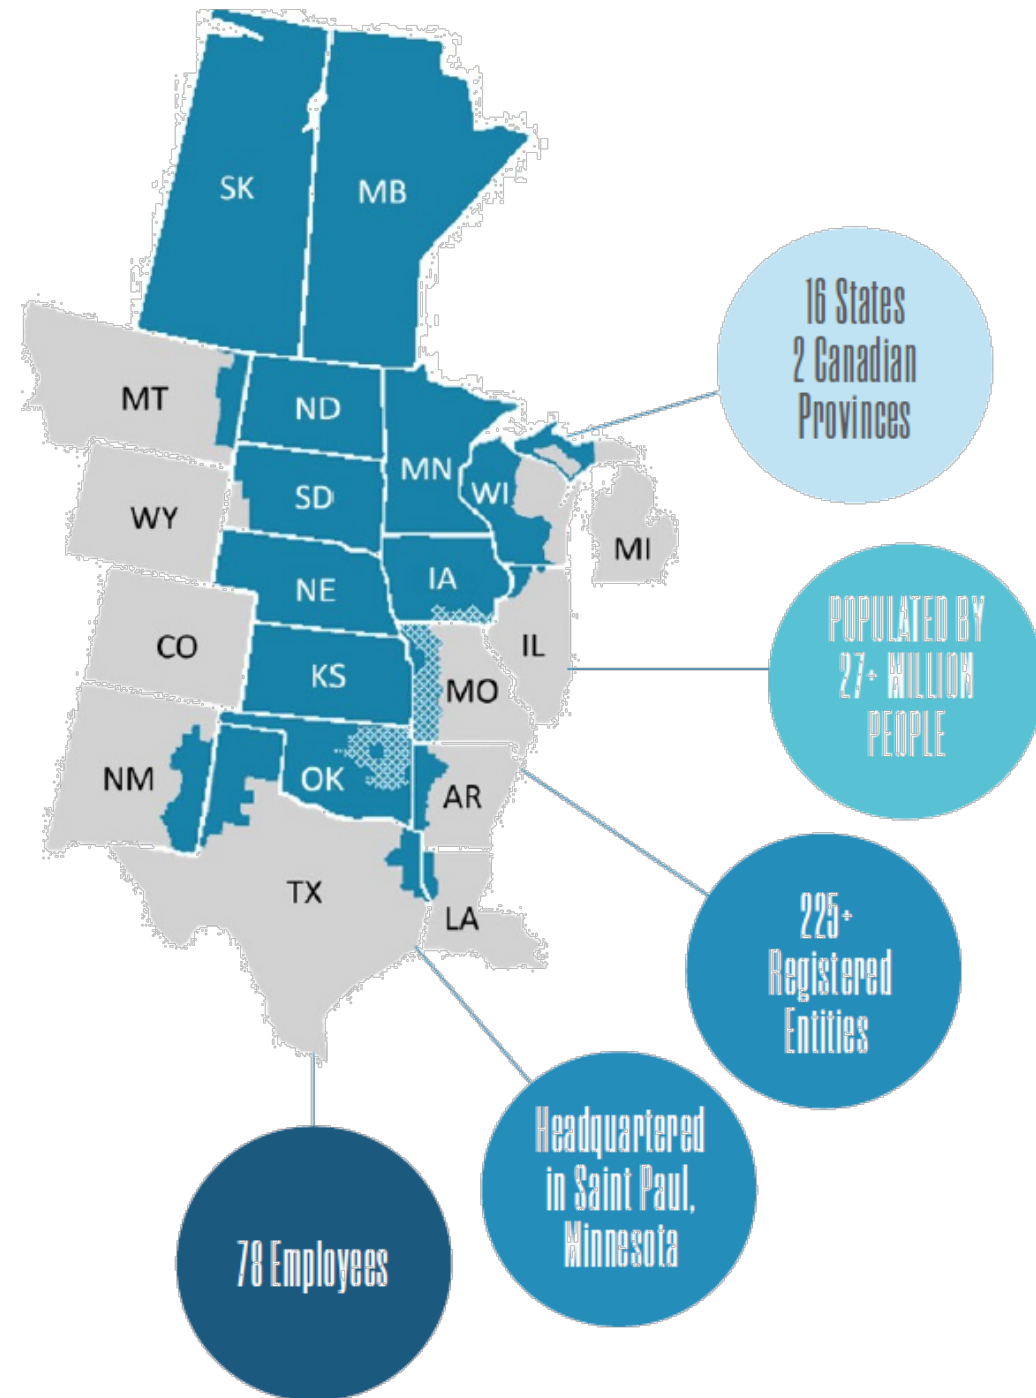 SK
MB
16 States
2 Canadian
Provinces
MT
ND
MN
WI
SD
WY
MI
IA
NE
POPULATED BY
27+ MILLION
PEOPLE
CO
IL
KS
MO
NM
OK
AR
TX
LA
225+
Registered
Entities
Headquartered
in Saint Paul,
Minnesota
78 Employees